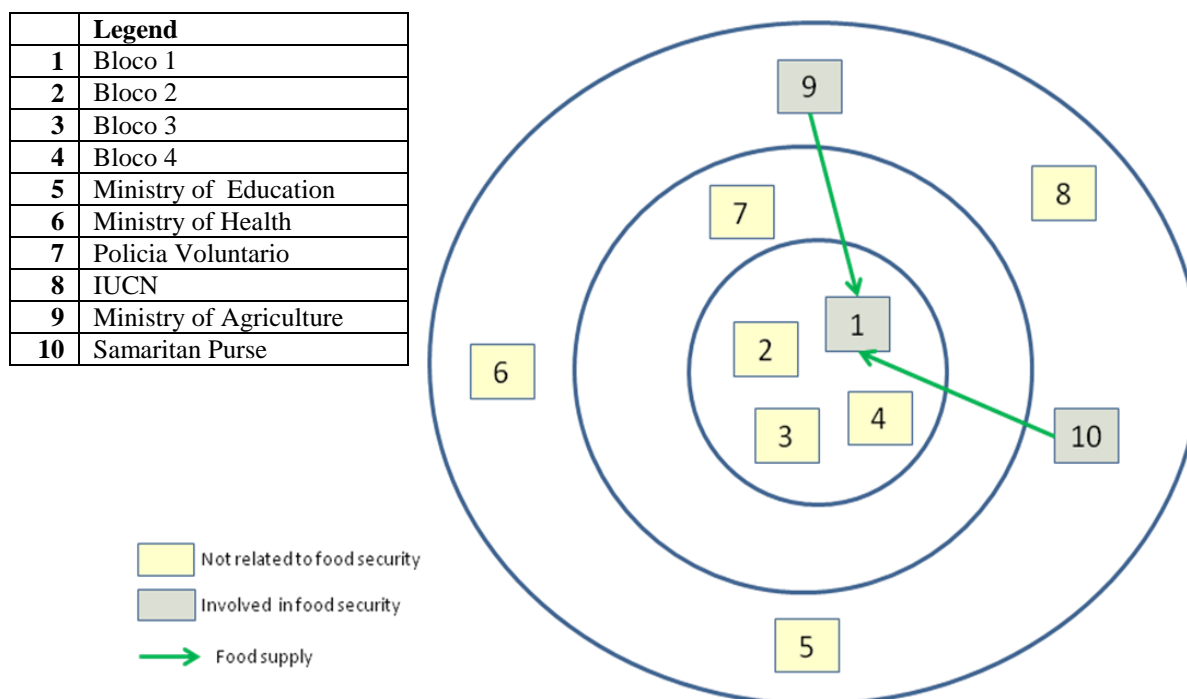 Legend
1 Bloco 1
2 Bloco 2
3 Bloco 3
4 Bloco 4
5 Ministry of Education
6 Ministry of Health
7 Policia Voluntario
8 IUCN
9 Ministry of Agriculture
10 Samaritan Purse
9
8
7
1
2
6
4
3
10
5
Not related to food security
Involved in food security
Food supply